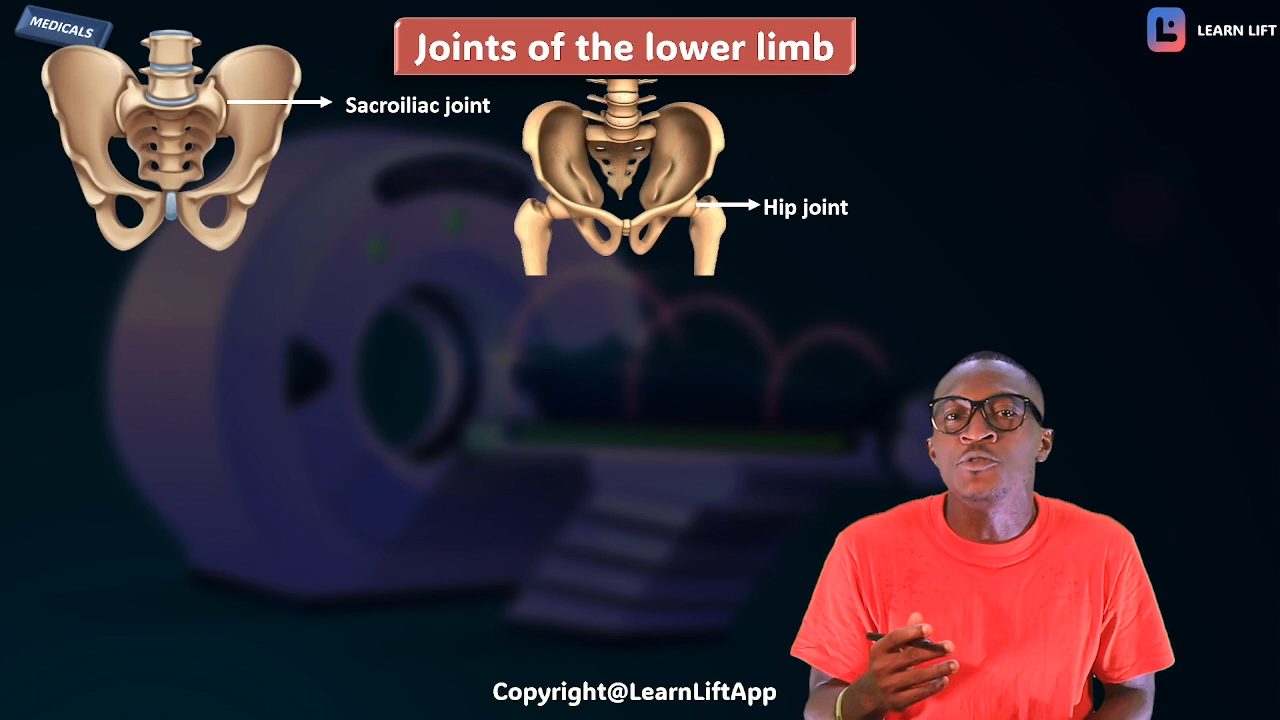 MEDICALS
Joints of the lower limb
LEARN LIFT
Sacroiliac joint
Hip joint
Copyright@LearnLiftApp